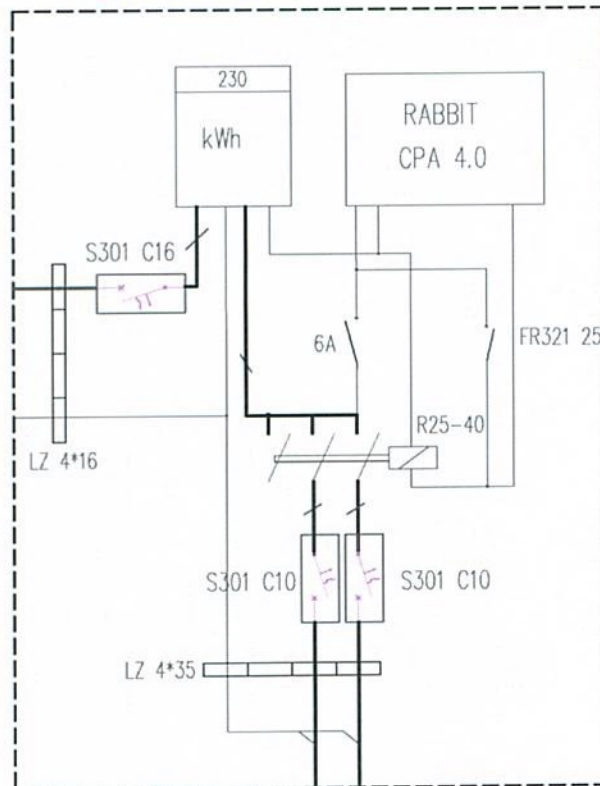 230
kWh
RABBIT
CPA 4.0
S301 C16
6A
FR321 25
R25-40
LZ 4*16
S301 C10
S301 C10
LZ 4*35